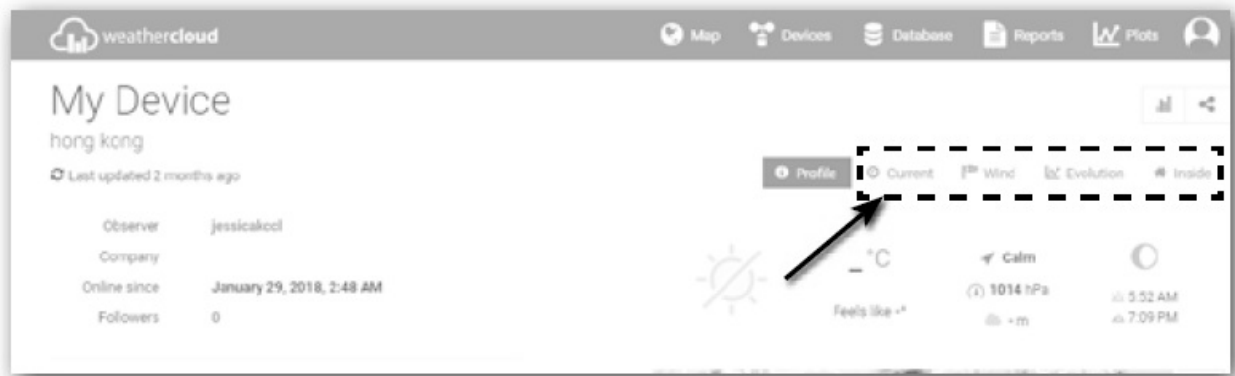 weathercloud
Map Devices Database Reports Plots
My Device
hong kong
Last updated 2 months ago
Profile Current Wind Evolution Inside
Observer jessicakccl
Company
Online since January 29, 2018, 2:48 AM
Followers 0
_ °C
Feels like -°
Calm
1014 hPa
- m
5:52 AM
7:09 PM